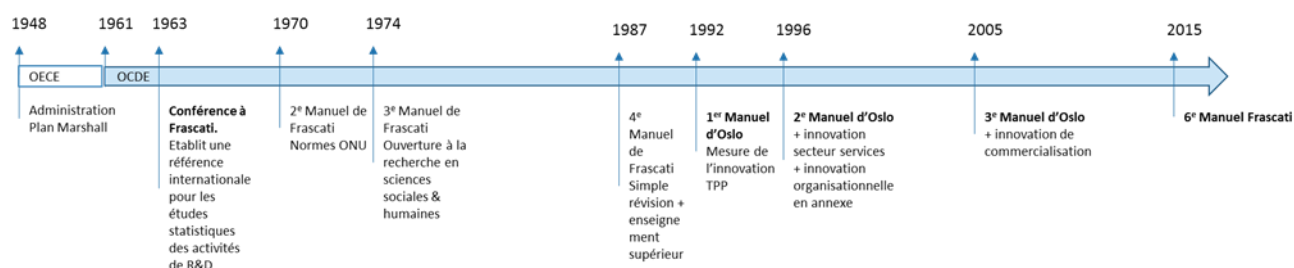 1948
1961
1963
1970
1974
1987
1992
1996
2005
2015
OECE
OCDE
Administration
Plan Marshall
Conférence à
Frascati.
Etablit une
référence
internationale
pour les
études
statistiques
des activités
de R&D
2e Manuel de
Frascati
Normes ONU
3e Manuel de
Frascati
Ouverture à la
recherche en
sciences
sociales &
humaines
4e
Manuel
de
Frascati
Simple
révision +
enseigne
ment
supérieur
1er Manuel
d’Oslo
Mesure de
l’innovation
TPP
2e Manuel d’Oslo
+ innovation
secteur services
+ innovation
organisationnelle
en annexe
3e Manuel d’Oslo
+ innovation de
commercialisation
6e Manuel Frascati